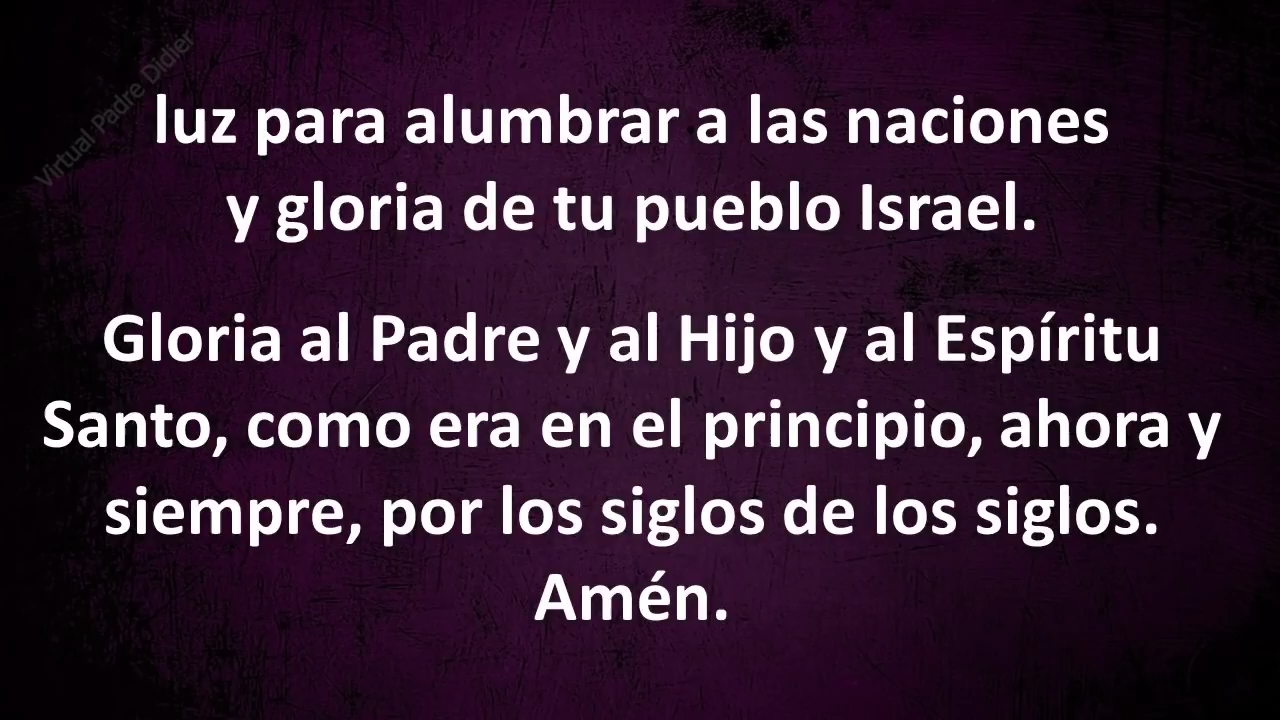 Virtual Padre Didier
luz para alumbrar a las naciones
y gloria de tu pueblo Israel.
Gloria al Padre y al Hijo y al Espíritu
Santo, como era en el principio, ahora y
siempre, por los siglos de los siglos.
Amén.